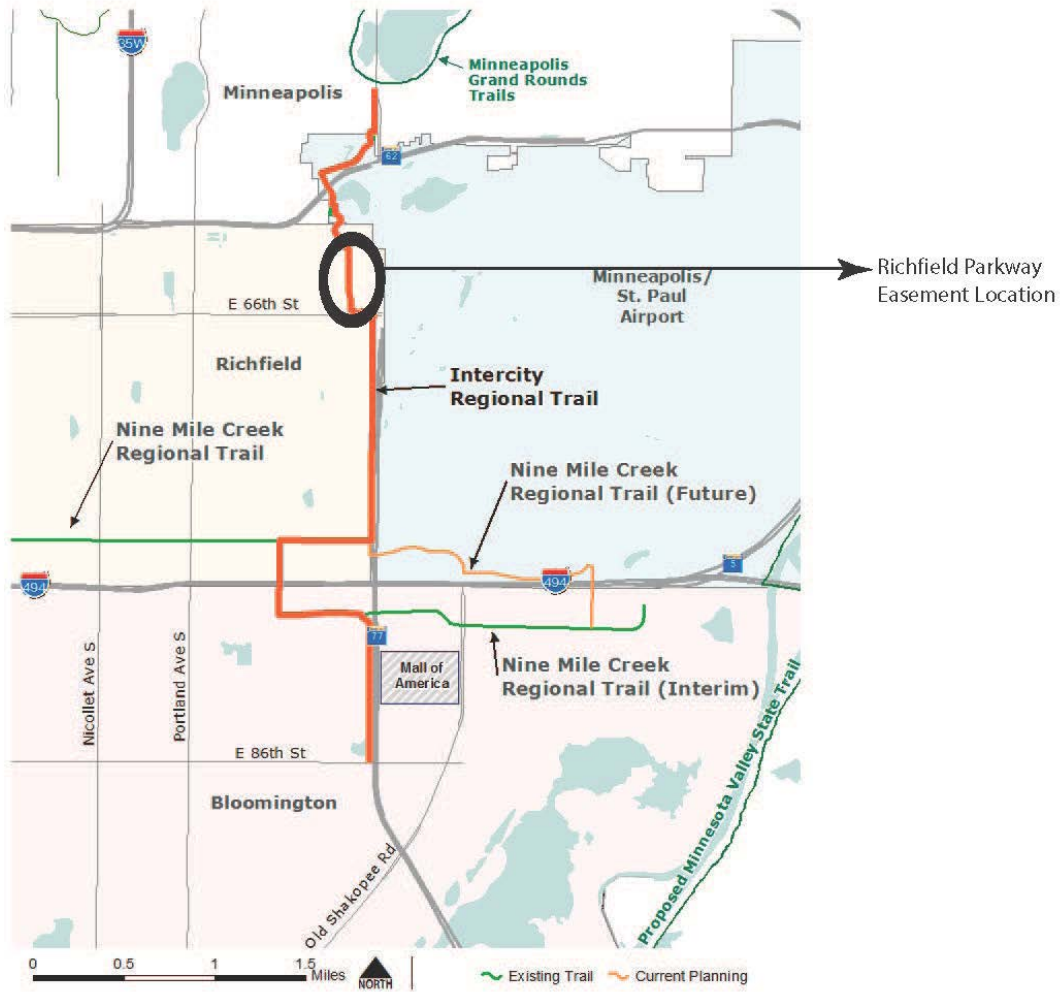 35W
Minneapolis
Minneapolis
Grand Rounds
Trails
62
Richfield Parkway
Easement Location
Minneapolis/
St. Paul
Airport
E 66th St
Richfield
Intercity
Regional Trail
Nine Mile Creek
Regional Trail
Nine Mile Creek
Regional Trail (Future)
494
494
5
77
Nicollet Ave S
Portland Ave S
Mall of
America
Nine Mile Creek
Regional Trail (Interim)
E 86th St
Bloomington
Old Shakopee Rd
Proposed Minnesota Valley State Trail
0 0.5 1 1.5 Miles
NORTH
Existing Trail
Current Planning